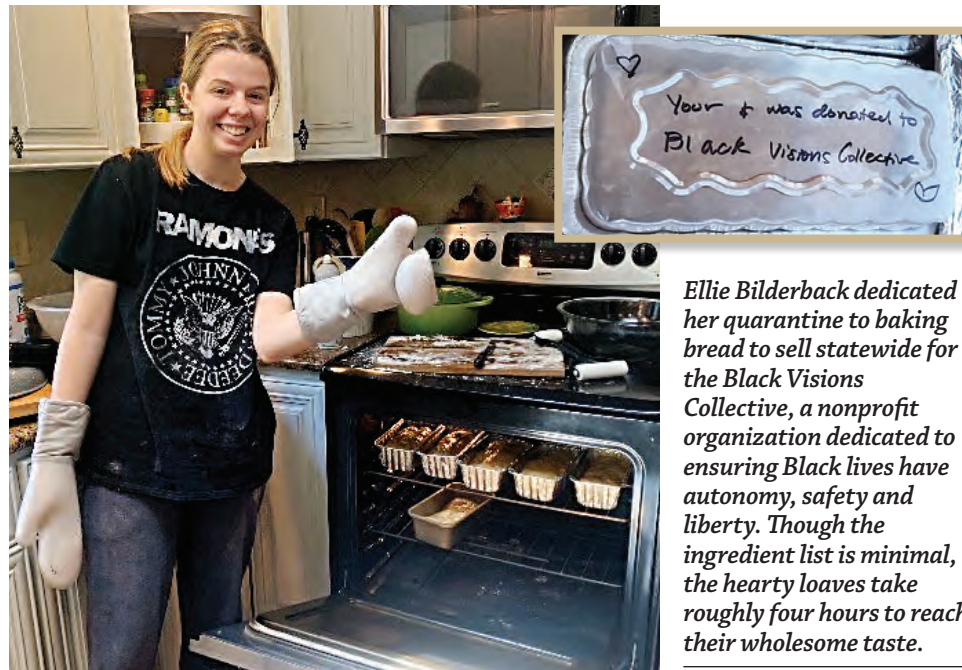 RAMONES
JOHNNY
TOMMY
DEEDEE
Your $ was donated to
Black Visions Collective
Ellie Bilderback dedicated
her quarantine to baking
bread to sell statewide for
the Black Visions
Collective, a nonprofit
organization dedicated to
ensuring Black lives have
autonomy, safety and
liberty. Though the
ingredient list is minimal,
the hearty loaves take
roughly four hours to reach
their wholesome taste.